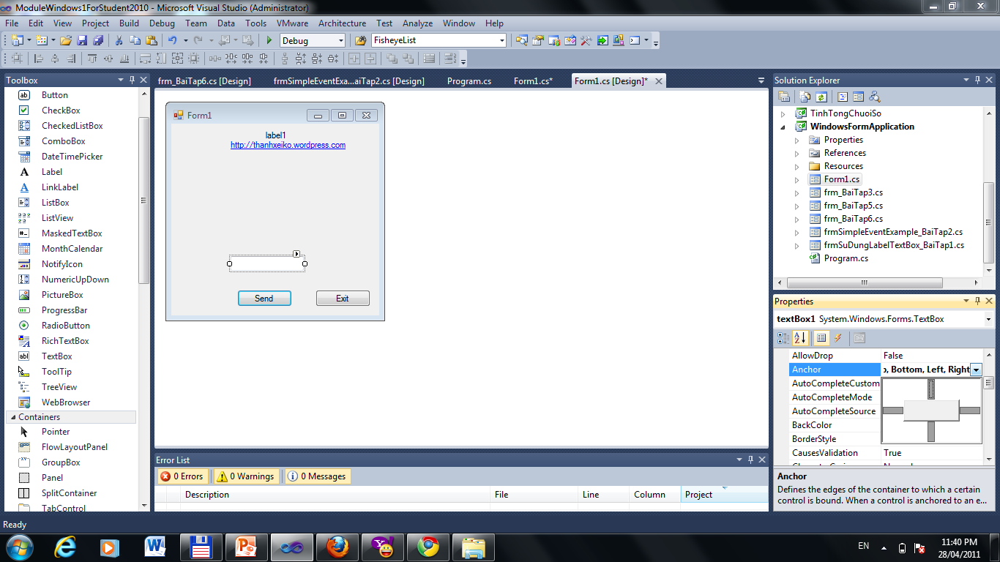 ModuleWindows1ForStudent2010 - Microsoft Visual Studio (Administrator)
File Edit View Project Build Debug Team Data Tools VMware Architecture Test Analyze Window Help
Debug FisheyeList
Toolbox
Button
CheckBox
CheckedListBox
ComboBox
DateTimePicker
Label
LinkLabel
ListBox
ListView
MaskedTextBox
MonthCalendar
NotifyIcon
NumericUpDown
PictureBox
ProgressBar
RadioButton
RichTextBox
TextBox
ToolTip
TreeView
WebBrowser
Containers
Pointer
FlowLayoutPanel
GroupBox
Panel
SplitContainer
TabControl
frm_BaiTap6.cs [Design] frmSimpleEventExa...aiTap2.cs [Design] Program.cs Form1.cs* Form1.cs [Design]*
Form1
label1
http://thanhxeiko.wordpress.com
Send Exit
Error List
0 Errors 0 Warnings 0 Messages
Description File Line Column Project
Solution Explorer
TinhTongChuoiSo
WindowsFormApplication
Properties
References
Resources
Form1.cs
frm_BaiTap3.cs
frm_BaiTap5.cs
frm_BaiTap6.cs
frmSimpleEventExample_BaiTap2.cs
frmSuDungLabelTextBox_BaiTap1.cs
Program.cs
Properties
textBox1 System.Windows.Forms.TextBox
AllowDrop False
Anchor , Bottom, Left, Right
AutoCompleteCustom
AutoCompleteMode
AutoCompleteSource
BackColor
BorderStyle
CausesValidation True
Anchor
Defines the edges of the container to which a certain
control is bound. When a control is anchored to an e...
Ready
EN 11:40 PM
28/04/2011